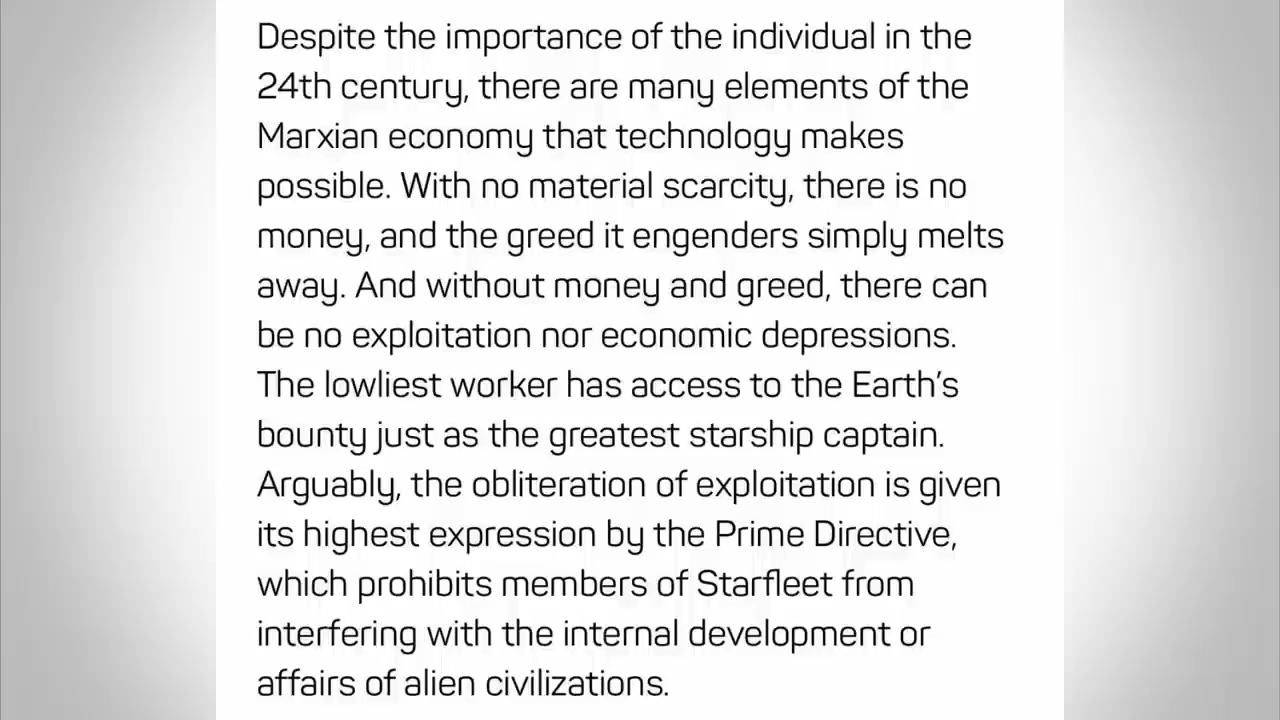 Despite the importance of the individual in the
24th century, there are many elements of the
Marxian economy that technology makes
possible. With no material scarcity, there is no
money, and the greed it engenders simply melts
away. And without money and greed, there can
be no exploitation nor economic depressions.
The lowliest worker has access to the Earth’s
bounty just as the greatest starship captain.
Arguably, the obliteration of exploitation is given
its highest expression by the Prime Directive,
which prohibits members of Starfleet from
interfering with the internal development or
affairs of alien civilizations.